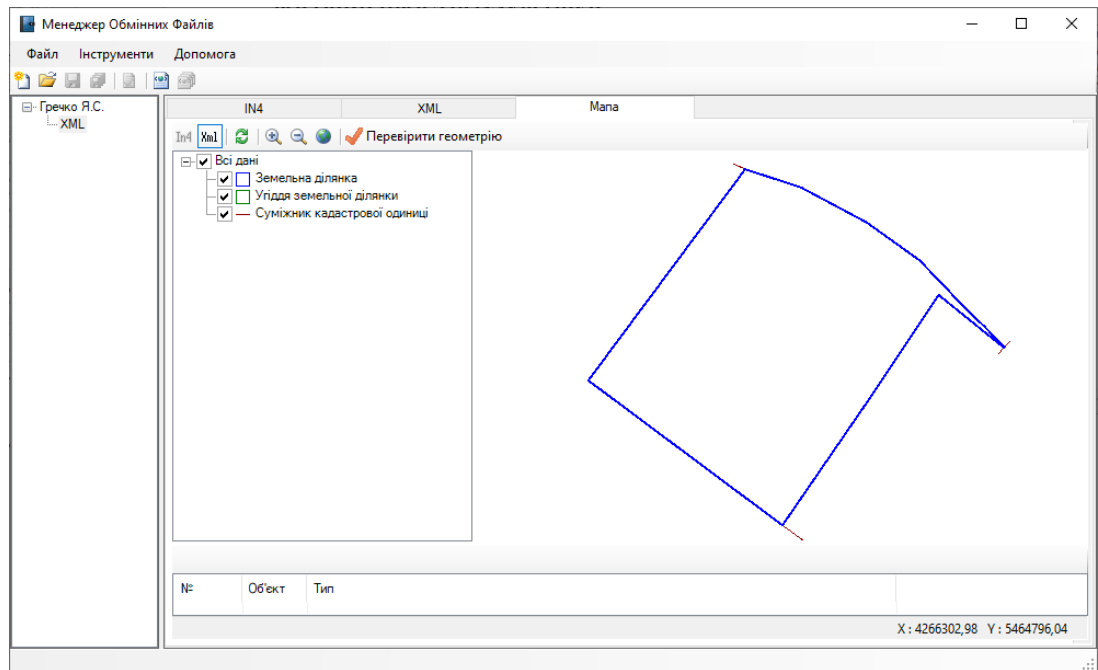 Менеджер Обмінних Файлів
Файл Інструменти Допомога
Гречко Я.С.
XML
IN4 XML Мапа
In4 Xml Перевірити геометрію
Всі дані
Земельна ділянка
Угіддя земельної ділянки
Суміжник кадастрової одиниці
№ Об'єкт Тип
X : 4266302,98 Y : 5464796,04